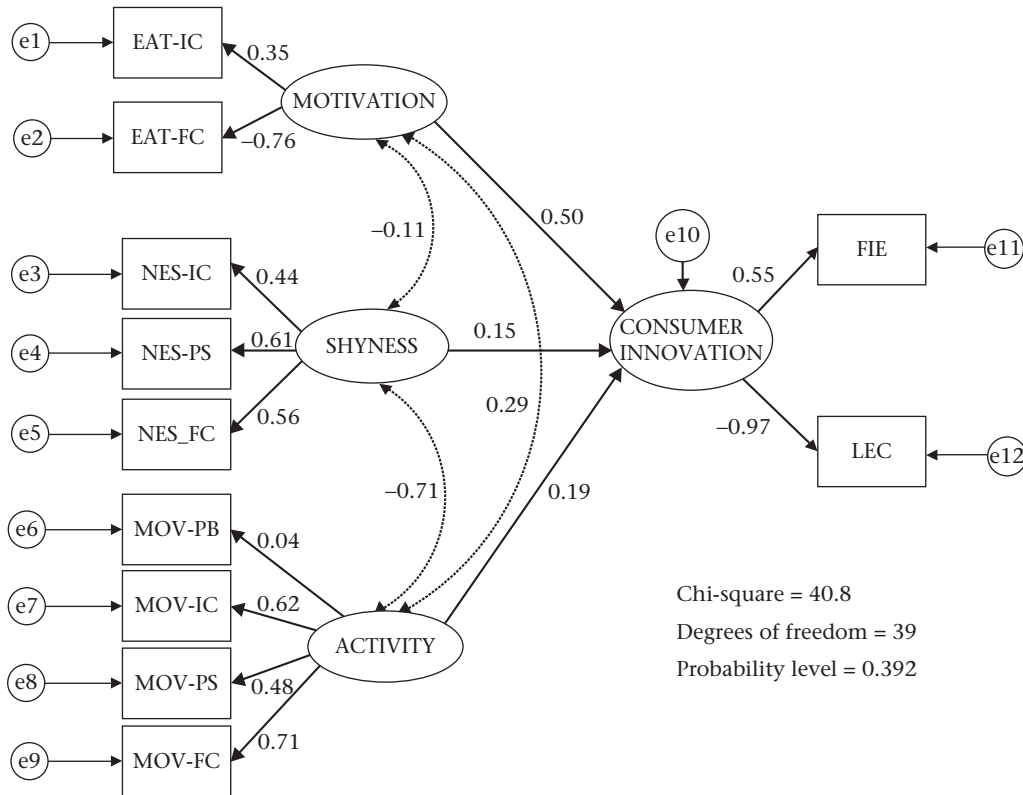 e1
EAT-IC
0.35
MOTIVATION
e2
EAT-FC
–0.76
–0.11
0.50
e10
FIE
e11
0.55
e3
NES-IC
0.44
e4
NES-PS
0.61
SHYNESS
0.15
CONSUMER
INNOVATION
e5
NES_FC
0.56
0.29
–0.97
LEC
e12
–0.71
0.19
e6
MOV-PB
0.04
e7
MOV-IC
0.62
ACTIVITY
e8
MOV-PS
0.48
e9
MOV-FC
0.71
Chi-square = 40.8
Degrees of freedom = 39
Probability level = 0.392